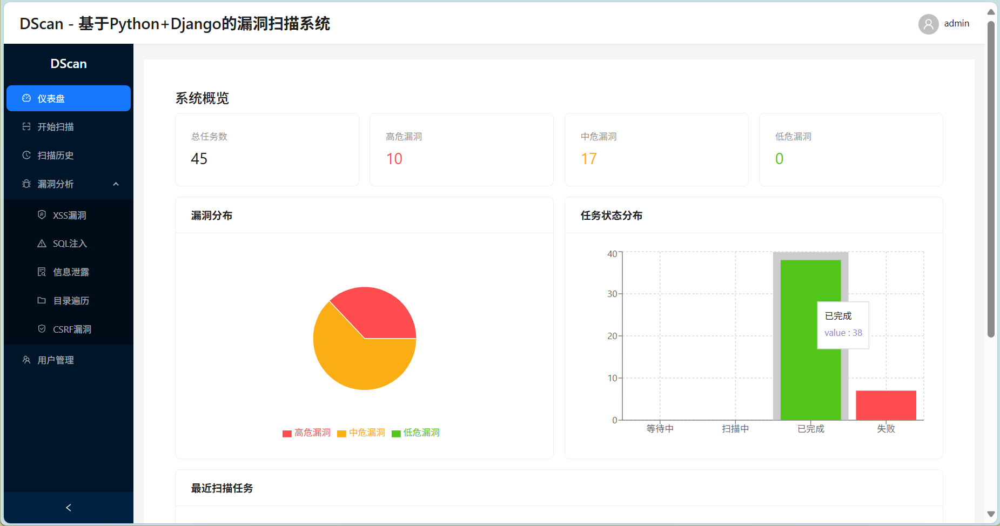 DScan - 基于Python+Django的漏洞扫描系统
admin
DScan
仪表盘
开始扫描
扫描历史
漏洞分析
XSS漏洞
SQL注入
信息泄露
目录遍历
CSRF漏洞
用户管理
系统概览
总任务数
45
高危漏洞
10
中危漏洞
17
低危漏洞
0
漏洞分布
高危漏洞
中危漏洞
低危漏洞
任务状态分布
40
30
20
10
0
已完成
value : 38
等待中
扫描中
已完成
失败
最近扫描任务